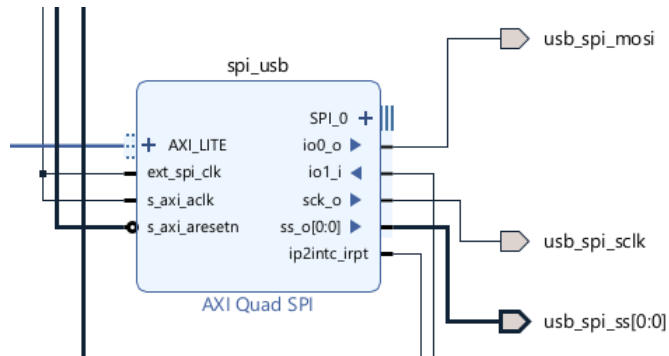 usb_spi_mosi
spi_usb
SPI_0
AXI_LITE
io0_o
ext_spi_clk
io1_i
s_axi_aclk
sck_o
s_axi_aresetn
ss_o[0:0]
usb_spi_sclk
ip2intc_irpt
AXI Quad SPI
usb_spi_ss[0:0]